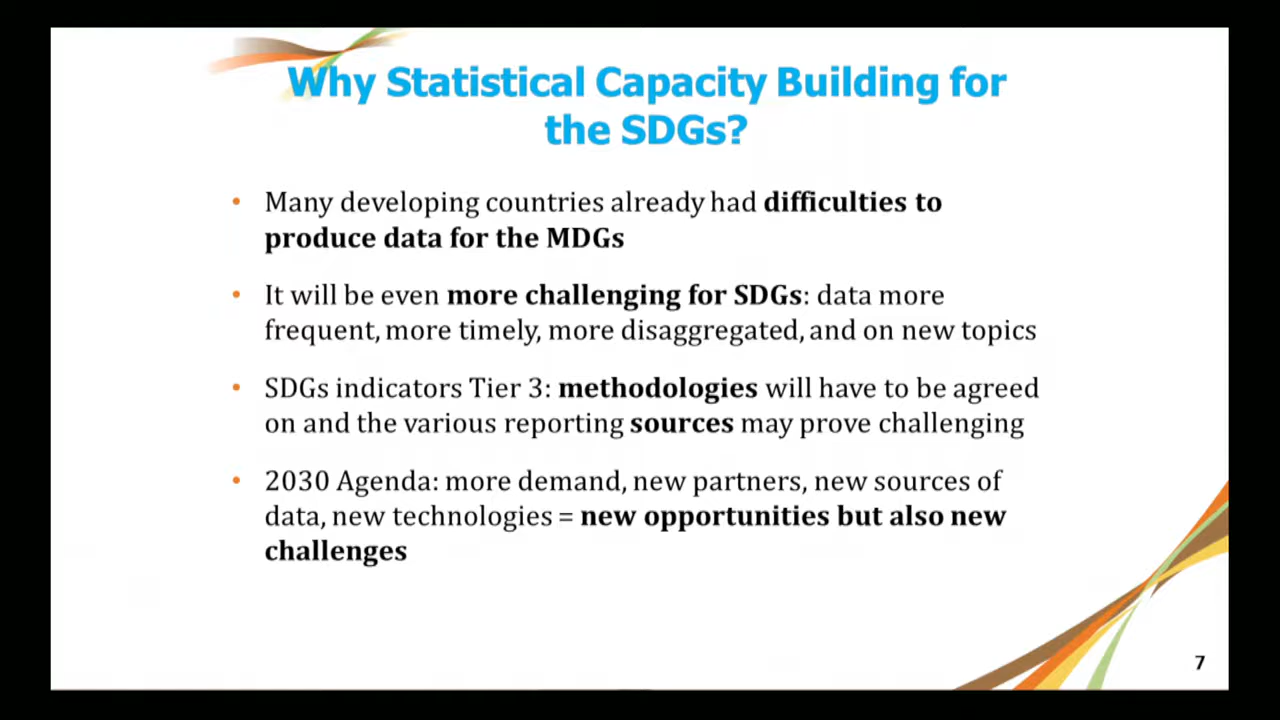 Why Statistical Capacity Building for
the SDGs?
• Many developing countries already had difficulties to
produce data for the MDGs
• It will be even more challenging for SDGs: data more
frequent, more timely, more disaggregated, and on new topics
• SDGs indicators Tier 3: methodologies will have to be agreed
on and the various reporting sources may prove challenging
• 2030 Agenda: more demand, new partners, new sources of
data, new technologies = new opportunities but also new
challenges
7